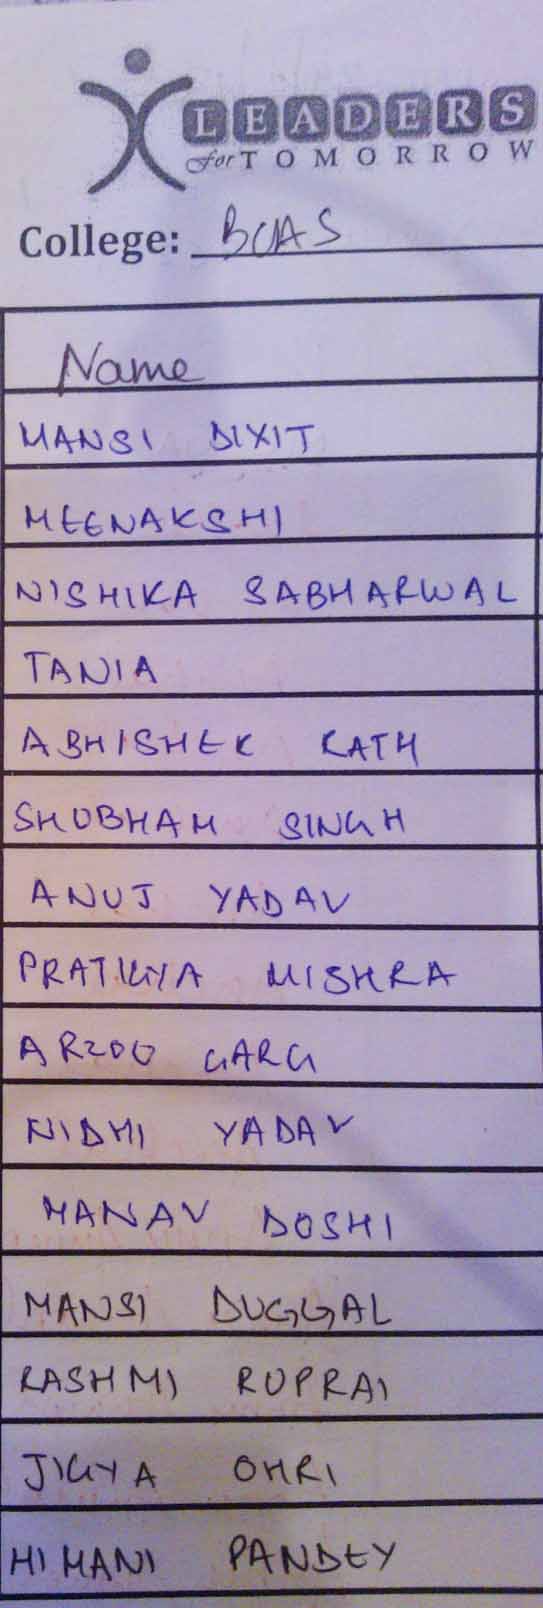 LEADERS
for TOMORROW
College: BCAS
Name
MANSI DIXIT
MEENAKSHI
NISHIKA SABHARWAL
TANIA
ABHISHEK RATH
SHUBHAM SINGH
ANUJ YADAV
PRATIGYA MISHRA
ARZOO GARG
NIDHI YADAV
MANAV DOSHI
MANSI DUGGAL
RASHMI RUPRAI
JIGYA OHRI
HIMANI PANDEY